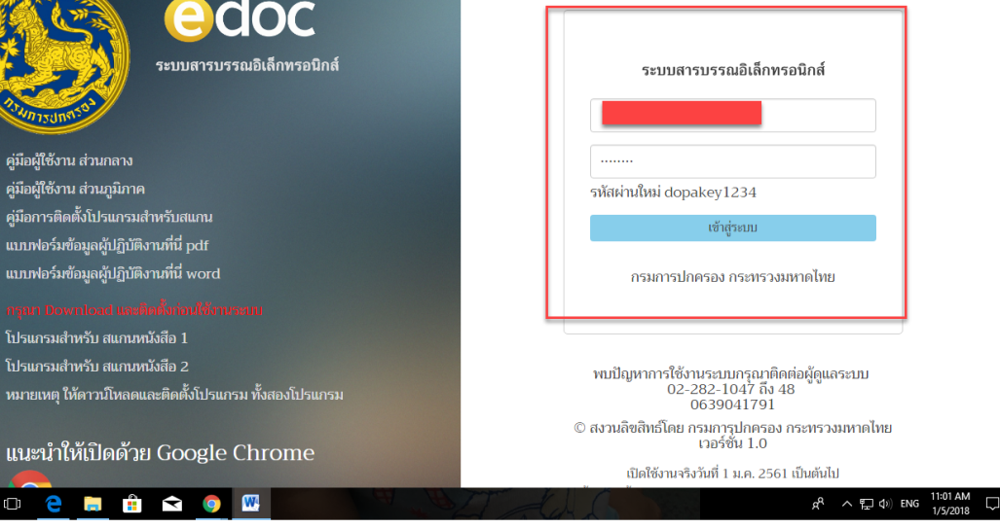 edoc
ระบบสารบรรณอิเล็กทรอนิกส์
กรมการปกครอง
คู่มือผู้ใช้งาน ส่วนกลาง
คู่มือผู้ใช้งาน ส่วนภูมิภาค
คู่มือการติดตั้งโปรแกรมสำหรับสแกน
แบบฟอร์มข้อมูลผู้ปฏิบัติงานที่นี่ pdf
แบบฟอร์มข้อมูลผู้ปฏิบัติงานที่นี่ word
กรุณา Download และติดตั้งก่อนใช้งานระบบ
โปรแกรมสำหรับ สแกนหนังสือ 1
โปรแกรมสำหรับ สแกนหนังสือ 2
หมายเหตุ ให้ดาวน์โหลดและติดตั้งโปรแกรม ทั้งสองโปรแกรม
แนะนำให้เปิดด้วย Google Chrome
ระบบสารบรรณอิเล็กทรอนิกส์
........
รหัสผ่านใหม่ dopakey1234
เข้าสู่ระบบ
กรมการปกครอง กระทรวงมหาดไทย
พบปัญหาการใช้งานระบบกรุณาติดต่อผู้ดูแลระบบ
02-282-1047 ถึง 48
0639041791
© สงวนลิขสิทธิ์โดย กรมการปกครอง กระทรวงมหาดไทย
เวอร์ชั่น 1.0
เปิดใช้งานจริงวันที่ 1 ม.ค. 2561 เป็นต้นไป
ENG
11:01 AM
1/5/2018